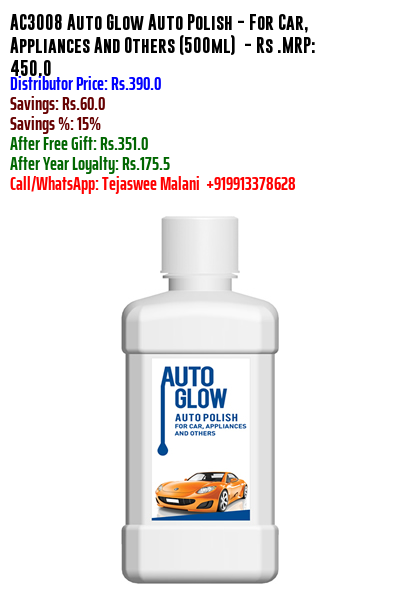 AC3008 Auto Glow Auto Polish - For Car,
Appliances And Others (500ml) - Rs .MRP:
450.0
Distributor Price: Rs.390.0
Savings: Rs.60.0
Savings %: 15%
After Free Gift: Rs.351.0
After Year Loyalty: Rs.175.5
Call/WhatsApp: Tejaswee Malani +919913378628
AUTO
GLOW
AUTO POLISH
FOR CAR, APPLIANCES
AND OTHERS